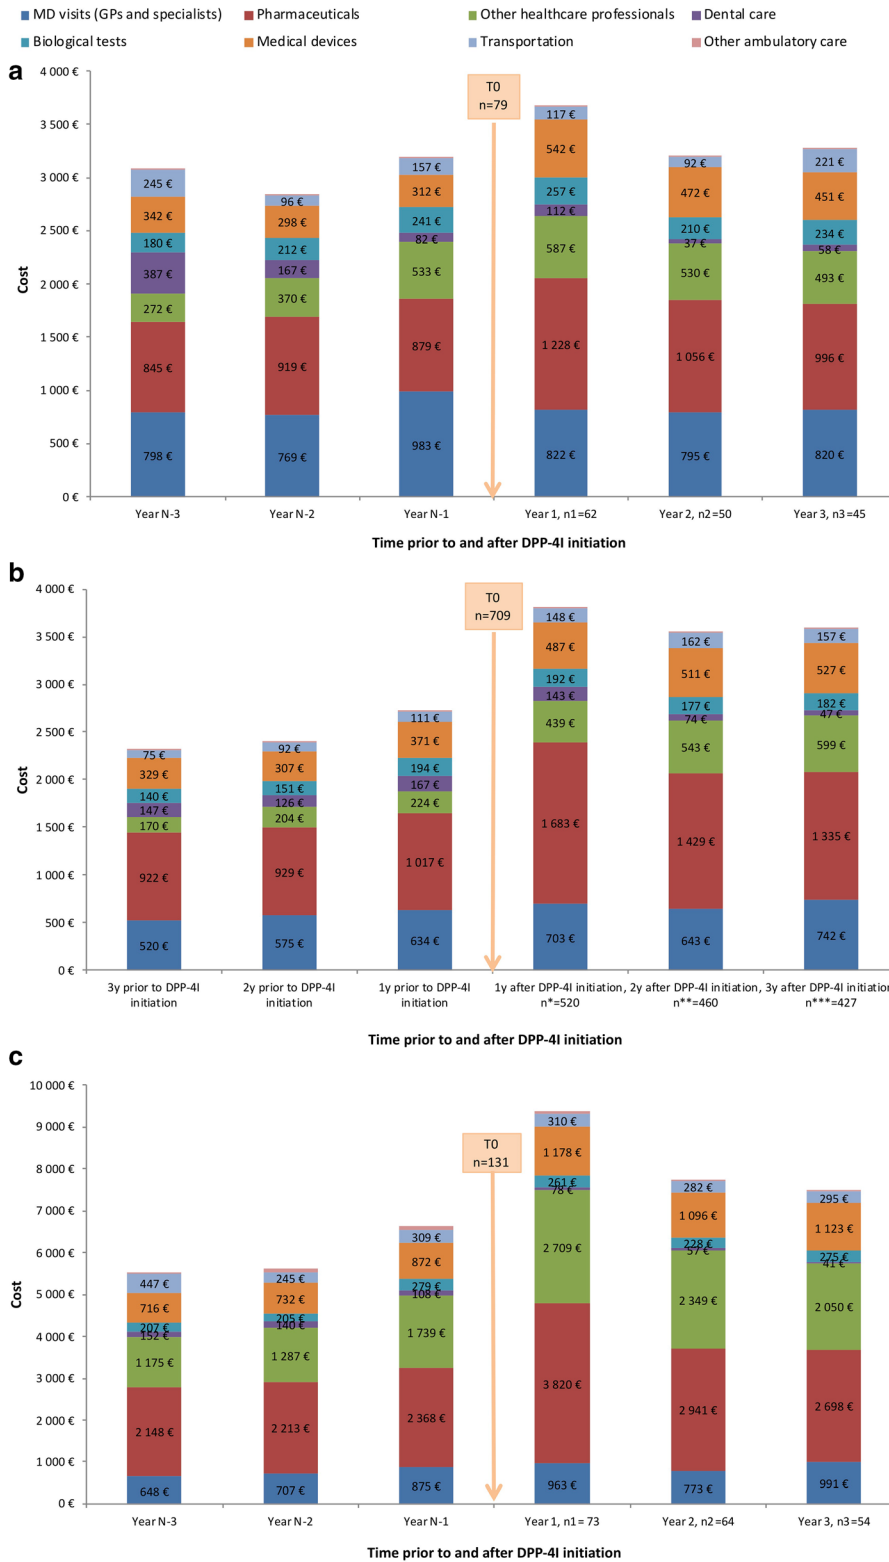 MD visits (GPs and specialists) Pharmaceuticals Other healthcare professionals Dental care
Biological tests Medical devices Transportation Other ambulatory care
a
4 000 €
T0
n=79
3 500 €
3 000 €
2 500 €
2 000 €
1 500 €
1 000 €
500 €
0 €
Cost
245 € 342 € 180 € 387 € 272 € 845 € 798 €
96 € 298 € 212 € 167 € 370 € 919 € 769 €
157 € 312 € 241 € 82 € 533 € 879 € 983 €
117 € 542 € 257 € 112 € 587 € 1 228 € 822 €
92 € 472 € 210 € 37 € 530 € 1 056 € 795 €
221 € 451 € 234 € 58 € 493 € 996 € 820 €
Year N-3 Year N-2 Year N-1 Year 1, n1=62 Year 2, n2=50 Year 3, n3=45
Time prior to and after DPP-4I initiation
b
4 000 €
T0
n=709
3 500 €
3 000 €
2 500 €
2 000 €
1 500 €
1 000 €
500 €
0 €
Cost
75 € 329 € 140 € 147 € 170 € 922 € 520 €
92 € 307 € 151 € 126 € 204 € 929 € 575 €
111 € 371 € 194 € 167 € 224 € 1 017 € 634 €
148 € 487 € 192 € 143 € 439 € 1 683 € 703 €
162 € 511 € 177 € 74 € 543 € 1 429 € 643 €
157 € 527 € 182 € 47 € 599 € 1 335 € 742 €
3y prior to DPP-4I 2y prior to DPP-4I 1y prior to DPP-4I 1y after DPP-4I initiation, 2y after DPP-4I initiation, 3y after DPP-4I initiation,
initiation initiation initiation n*=520 n**=460 n***=427
Time prior to and after DPP-4I initiation
c
10 000 €
9 000 €
T0
n=131
8 000 €
7 000 €
6 000 €
5 000 €
4 000 €
3 000 €
2 000 €
1 000 €
0 €
Cost
447 € 716 € 207 € 152 € 1 175 € 2 148 € 648 €
245 € 732 € 205 € 140 € 1 287 € 2 213 € 707 €
309 € 872 € 279 € 108 € 1 739 € 2 368 € 875 €
310 € 1 178 € 261 € 78 € 2 709 € 3 820 € 963 €
282 € 1 096 € 228 € 57 € 2 349 € 2 941 € 773 €
295 € 1 123 € 275 € 41 € 2 050 € 2 698 € 991 €
Year N-3 Year N-2 Year N-1 Year 1, n1= 73 Year 2, n2=64 Year 3, n3=54
Time prior to and after DPP-4I initiation